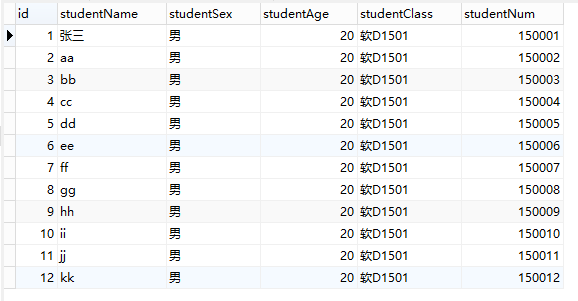 id studentName studentSex studentAge studentClass studentNum
1 张三 男 20 软D1501 150001
2 aa 男 20 软D1501 150002
3 bb 男 20 软D1501 150003
4 cc 男 20 软D1501 150004
5 dd 男 20 软D1501 150005
6 ee 男 20 软D1501 150006
7 ff 男 20 软D1501 150007
8 gg 男 20 软D1501 150008
9 hh 男 20 软D1501 150009
10 ii 男 20 软D1501 150010
11 jj 男 20 软D1501 150011
12 kk 男 20 软D1501 150012